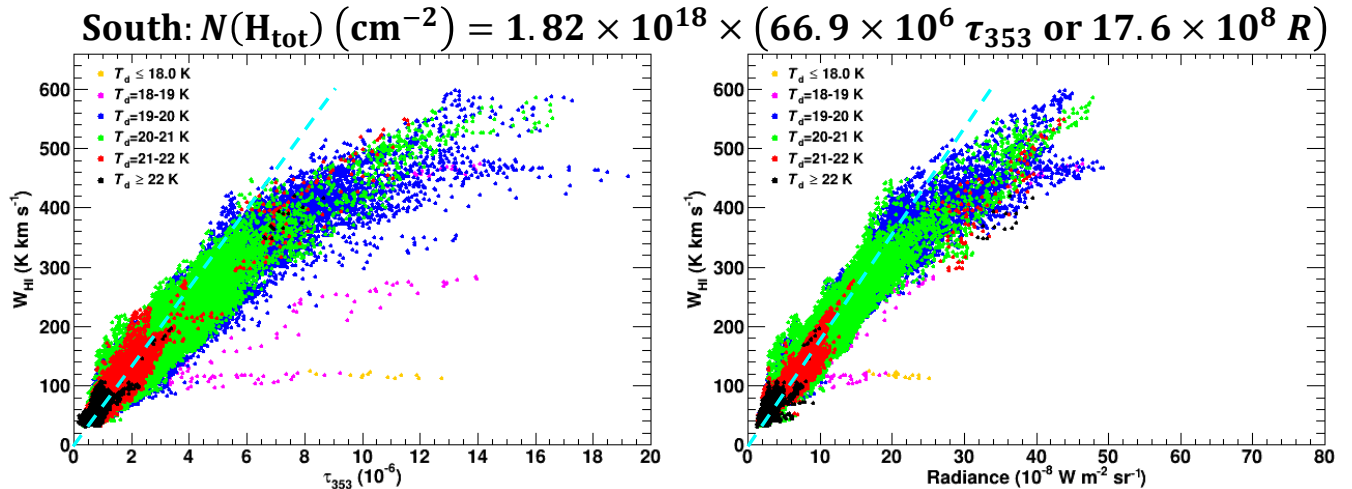 South: N(H_tot) (cm⁻²) = 1.82 × 10¹⁸ × (66.9 × 10⁶ τ₃₅₃ or 17.6 × 10⁸ R)
W_HI (K km s⁻¹)
600
500
400
300
200
100
0
T_d ≤ 18.0 K
T_d=18-19 K
T_d=19-20 K
T_d=20-21 K
T_d=21-22 K
T_d ≥ 22 K
0 2 4 6 8 10 12 14 16 18 20
τ₃₅₃ (10⁻⁶)
W_HI (K km s⁻¹)
600
500
400
300
200
100
0
T_d ≤ 18.0 K
T_d=18-19 K
T_d=19-20 K
T_d=20-21 K
T_d=21-22 K
T_d ≥ 22 K
0 10 20 30 40 50 60 70 80
Radiance (10⁻⁸ W m⁻² sr⁻¹)